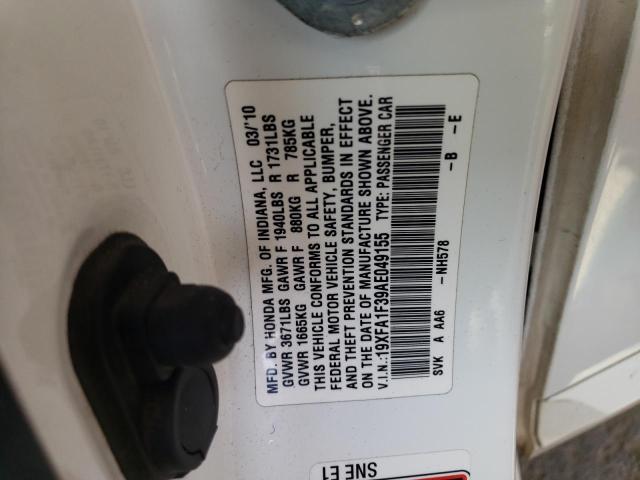 MFD. BY HONDA MFG. OF INDIANA, LLC 03/'10
GVWR 3671LBS GAWR F 1940LBS R 1731LBS
GVWR 1665KG GAWR F 880KG R 785KG
THIS VEHICLE CONFORMS TO ALL APPLICABLE
FEDERAL MOTOR VEHICLE SAFETY, BUMPER,
AND THEFT PREVENTION STANDARDS IN EFFECT
ON THE DATE OF MANUFACTURE SHOWN ABOVE.
V.I.N.:19XFA1F39AE049155 TYPE: PASSENGER CAR
SVK A AA6 -NH578 -B -E
SNE E1